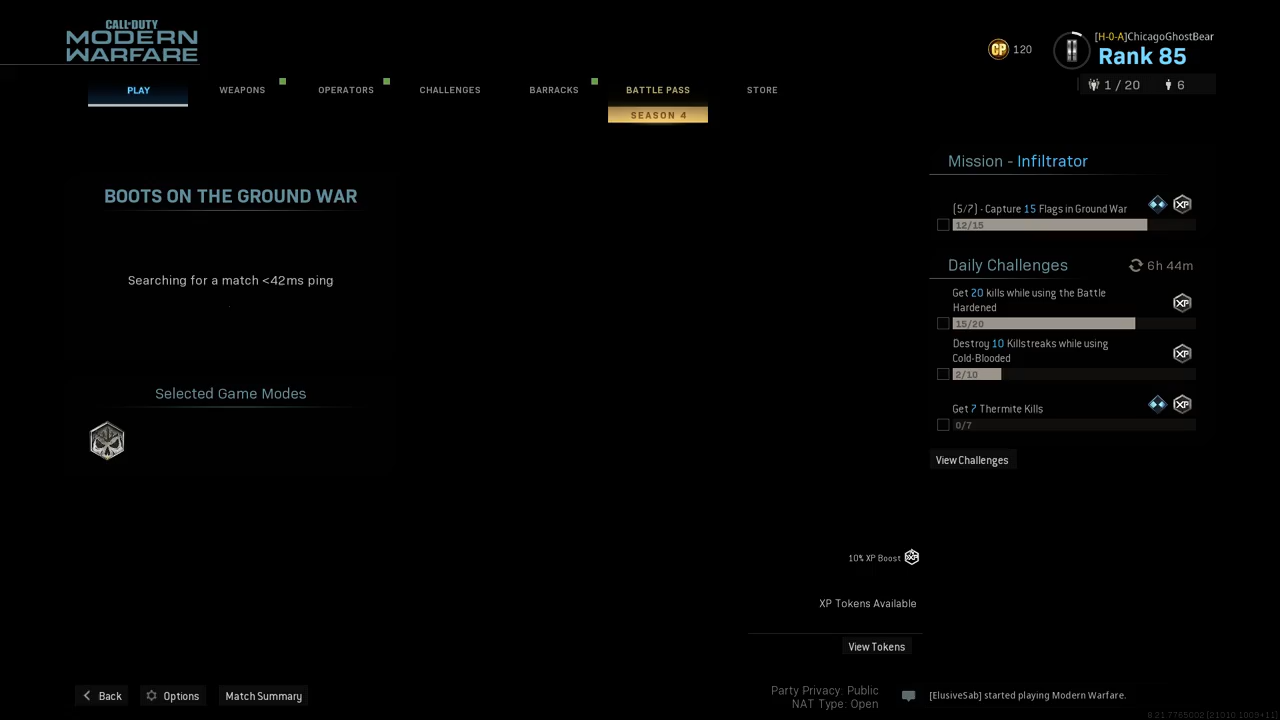 CALL OF DUTY
MODERN
WARFARE
CP 120
[H-0-A]ChicagoGhostBear
Rank 85
1 / 20 6
PLAY WEAPONS OPERATORS CHALLENGES BARRACKS BATTLE PASS STORE
SEASON 4
BOOTS ON THE GROUND WAR
Searching for a match <42ms ping
Selected Game Modes
Mission - Infiltrator
(5/7) - Capture 15 Flags in Ground War XP
12/15
Daily Challenges 6h 44m
Get 20 kills while using the Battle
Hardened XP
15/20
Destroy 10 Killstreaks while using
Cold-Blooded XP
2/10
Get 7 Thermite Kills XP
0/7
View Challenges
10% XP Boost
XP Tokens Available
View Tokens
Back Options Match Summary
Party Privacy: Public
NAT Type: Open
[ElusiveSab] started playing Modern Warfare.